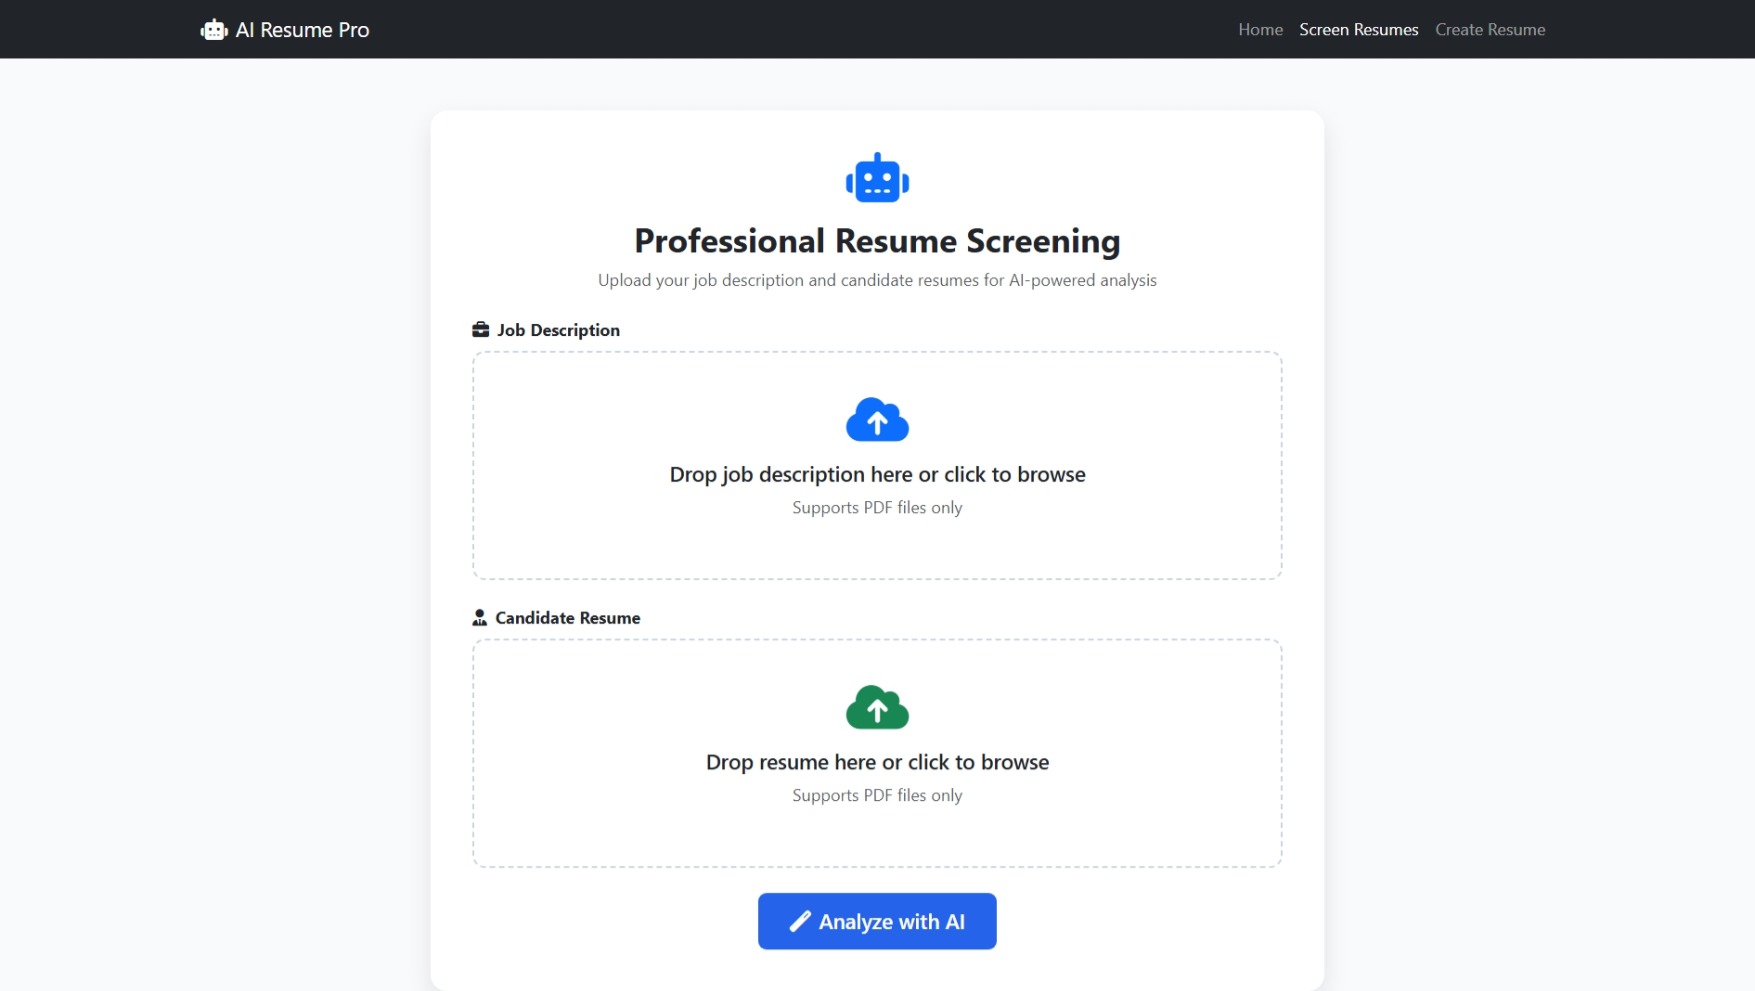 AI Resume Pro
Home Screen Resumes Create Resume
Professional Resume Screening
Upload your job description and candidate resumes for AI-powered analysis
Job Description
Drop job description here or click to browse
Supports PDF files only
Candidate Resume
Drop resume here or click to browse
Supports PDF files only
Analyze with AI